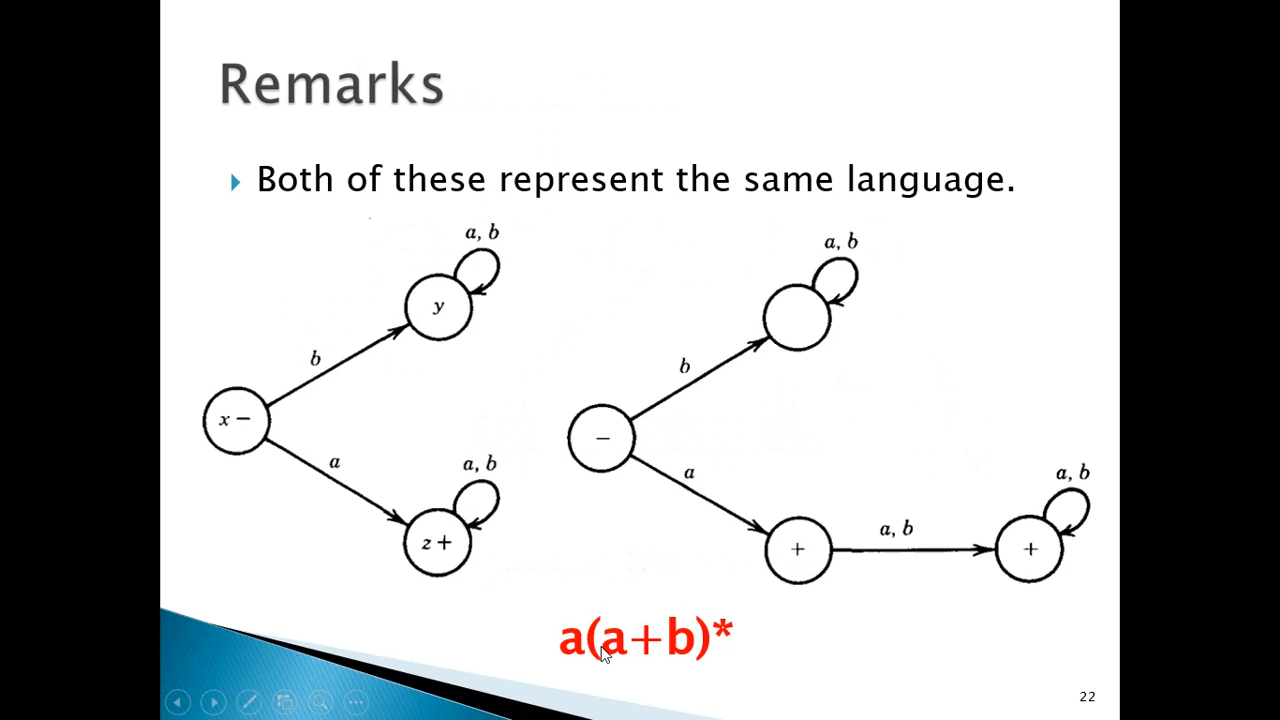 Remarks
Both of these represent the same language.
a, b
a, b
y
b
b
x −
−
a
a, b
a
a, b
a, b
z +
+
+
a(a+b)*
22